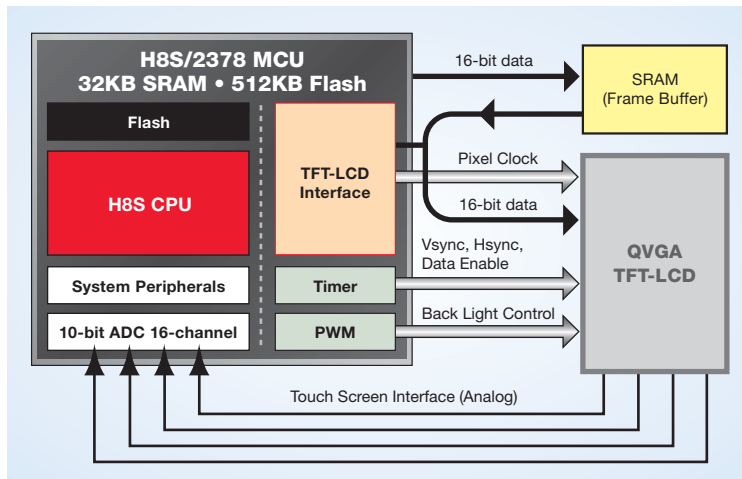 H8S/2378 MCU
32KB SRAM • 512KB Flash
Flash
H8S CPU
System Peripherals
10-bit ADC 16-channel
TFT-LCD
Interface
Timer
PWM
16-bit data
SRAM
(Frame Buffer)
Pixel Clock
16-bit data
Vsync, Hsync,
Data Enable
Back Light Control
QVGA
TFT-LCD
Touch Screen Interface (Analog)